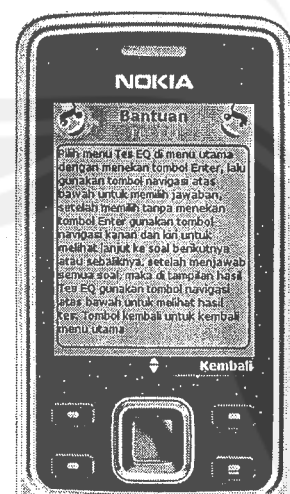 NOKIA
Bantuan
Pilih menu Tes EQ di menu utama
dengan menekan tombol Enter, lalu
gunakan tombol navigasi atas
bawah untuk memilih jawaban,
setelah memilih tanpa menekan
tombol Enter gunakan tombol
navigasi kanan dan kiri untuk
melihat lanjut ke soal berikutnya
atau sebaliknya, setelah menjawab
semua soal, maka di tampilan hasil
Tes EQ gunakan tombol navigasi
atas bawah untuk melihat hasil
tes. Tombol kembali untuk kembali
menu utama
Kembali